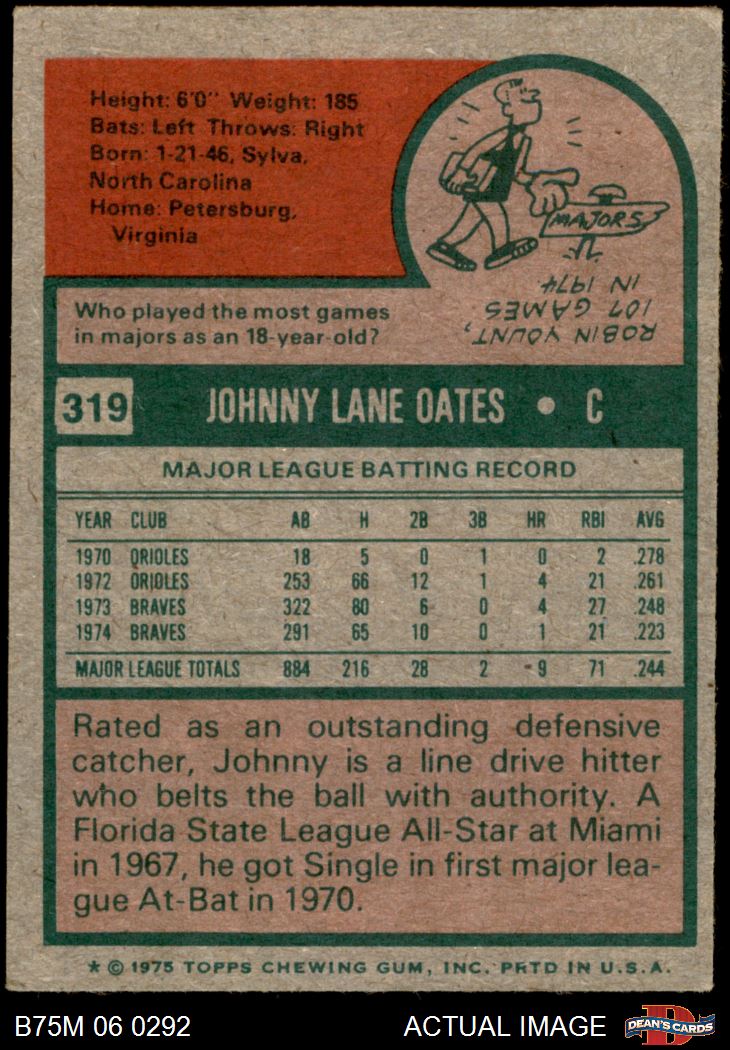 Height: 6'0" Weight: 185
Bats: Left Throws: Right
Born: 1-21-46, Sylva,
North Carolina
Home: Petersburg,
Virginia
MAJORS
Who played the most games
in majors as an 18-year-old?
ROBIN YOUNT,
107 GAMES
IN 1974
319 JOHNNY LANE OATES • C
MAJOR LEAGUE BATTING RECORD
YEAR CLUB AB H 2B 3B HR RBI AVG
1970 ORIOLES 18 5 0 1 0 2 .278
1972 ORIOLES 253 66 12 1 4 21 .261
1973 BRAVES 322 80 6 0 4 27 .248
1974 BRAVES 291 65 10 0 1 21 .223
MAJOR LEAGUE TOTALS 884 216 28 2 9 71 .244
Rated as an outstanding defensive
catcher, Johnny is a line drive hitter
who belts the ball with authority. A
Florida State League All-Star at Miami
in 1967, he got Single in first major lea-
gue At-Bat in 1970.
* © 1975 TOPPS CHEWING GUM, INC. PRTD IN U.S.A.
B75M 06 0292 ACTUAL IMAGE
D
DEAN'S CARDS